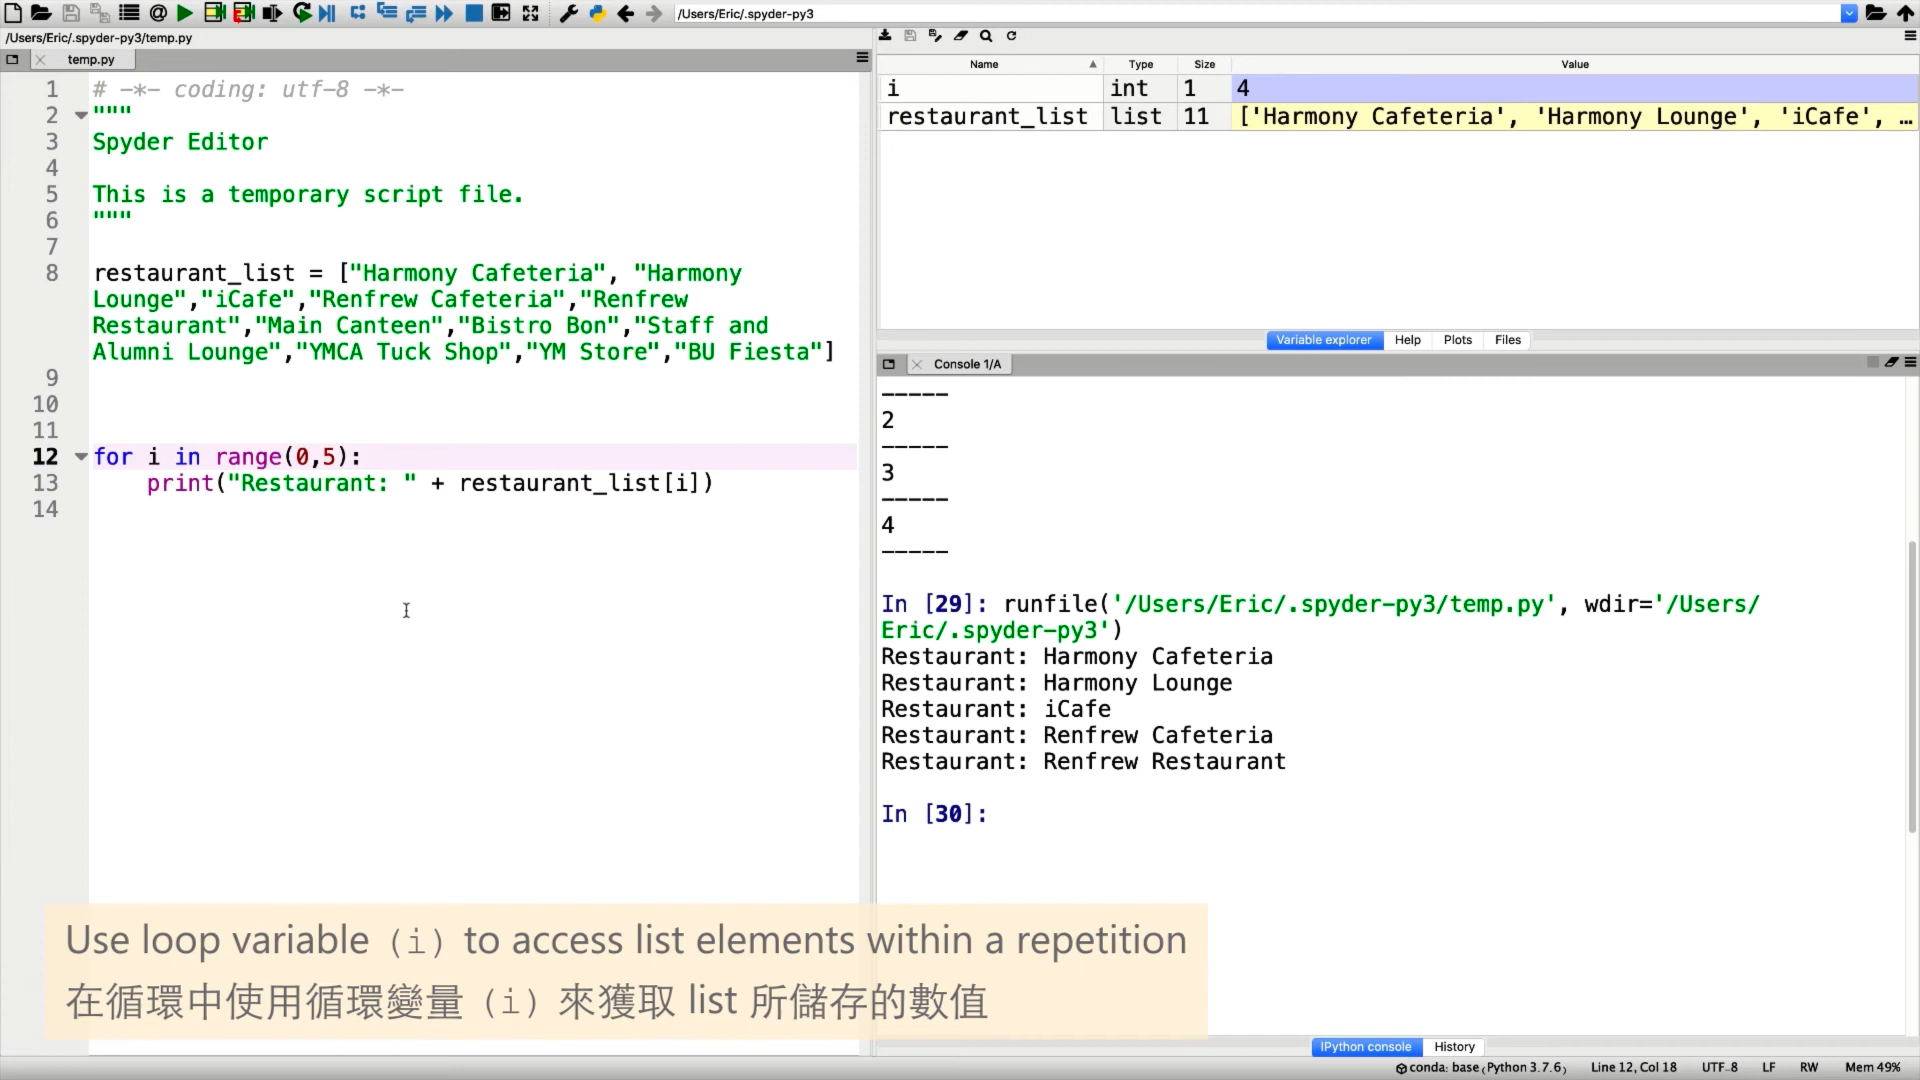 /Users/Eric/.spyder-py3
/Users/Eric/.spyder-py3/temp.py
temp.py
1 # -*- coding: utf-8 -*-
2 """
3 Spyder Editor
4
5 This is a temporary script file.
6 """
7
8 restaurant_list = ["Harmony Cafeteria", "Harmony
Lounge","iCafe","Renfrew Cafeteria","Renfrew
Restaurant","Main Canteen","Bistro Bon","Staff and
Alumni Lounge","YMCA Tuck Shop","YM Store","BU Fiesta"]
9
10
11
12 for i in range(0,5):
13 print("Restaurant: " + restaurant_list[i])
14
Name Type Size Value
i int 1 4
restaurant_list list 11 ['Harmony Cafeteria', 'Harmony Lounge', 'iCafe', …
Variable explorer Help Plots Files
Console 1/A
-----
2
-----
3
-----
4
-----
In [29]: runfile('/Users/Eric/.spyder-py3/temp.py', wdir='/Users/
Eric/.spyder-py3')
Restaurant: Harmony Cafeteria
Restaurant: Harmony Lounge
Restaurant: iCafe
Restaurant: Renfrew Cafeteria
Restaurant: Renfrew Restaurant
In [30]:
Use loop variable (i) to access list elements within a repetition
在循環中使用循環變量 (i) 來獲取 list 所儲存的數值
IPython console History
conda: base (Python 3.7.6) Line 12, Col 18 UTF-8 LF RW Mem 49%